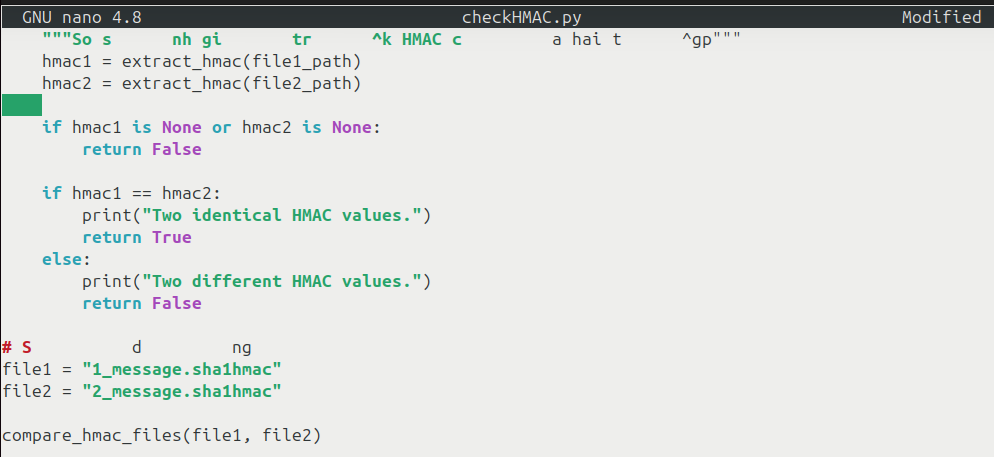 GNU nano 4.8 checkHMAC.py Modified
"""So s nh gi tr ^k HMAC c a hai t ^gp"""
hmac1 = extract_hmac(file1_path)
hmac2 = extract_hmac(file2_path)
if hmac1 is None or hmac2 is None:
return False
if hmac1 == hmac2:
print("Two identical HMAC values.")
return True
else:
print("Two different HMAC values.")
return False
# S d ng
file1 = "1_message.sha1hmac"
file2 = "2_message.sha1hmac"
compare_hmac_files(file1, file2)